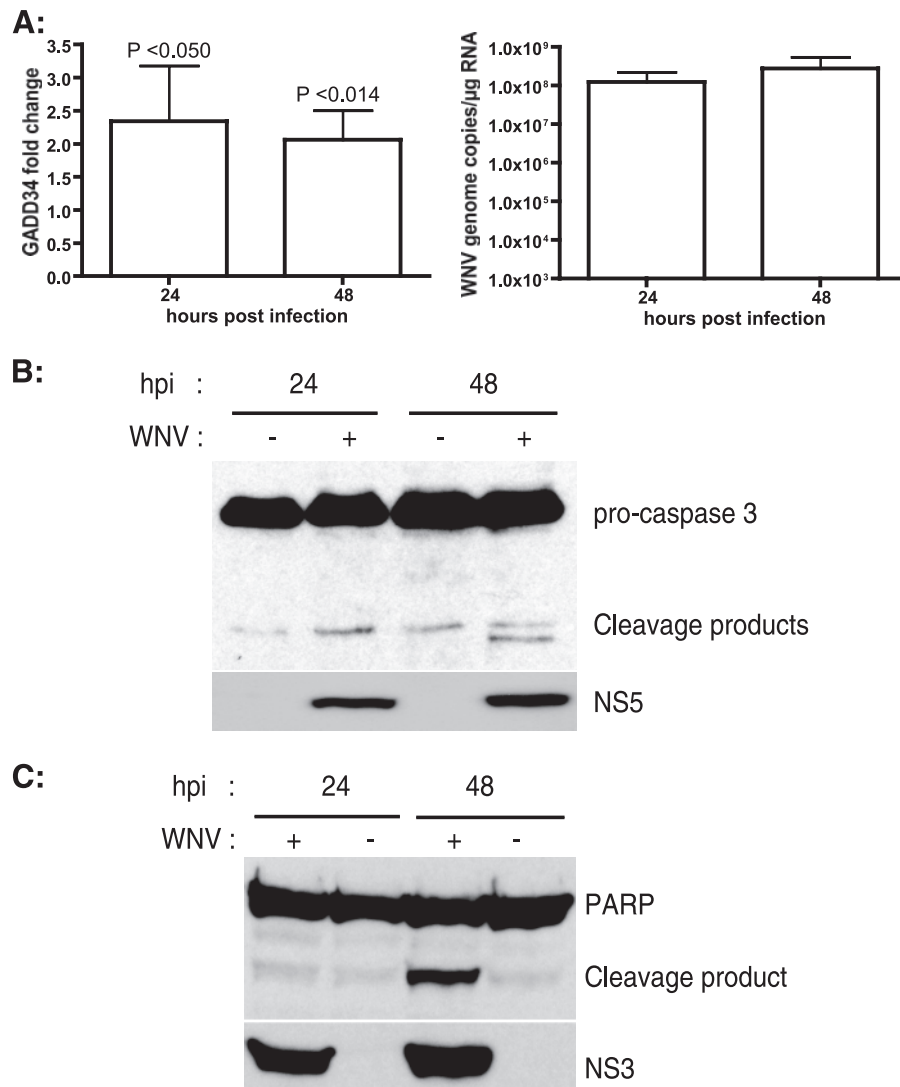 A:
GADD34 fold change
3.5
3.0
2.5
2.0
1.5
1.0
0.5
0.0
P <0.050
P <0.014
24
48
hours post infection
WNV genome copies/µg RNA
1.0x10⁹
1.0x10⁸
1.0x10⁷
1.0x10⁶
1.0x10⁵
1.0x10⁴
1.0x10³
24
48
hours post infection
B:
hpi : 24 48
WNV : - + - +
pro-caspase 3
Cleavage products
NS5
C:
hpi : 24 48
WNV : + - + -
PARP
Cleavage product
NS3